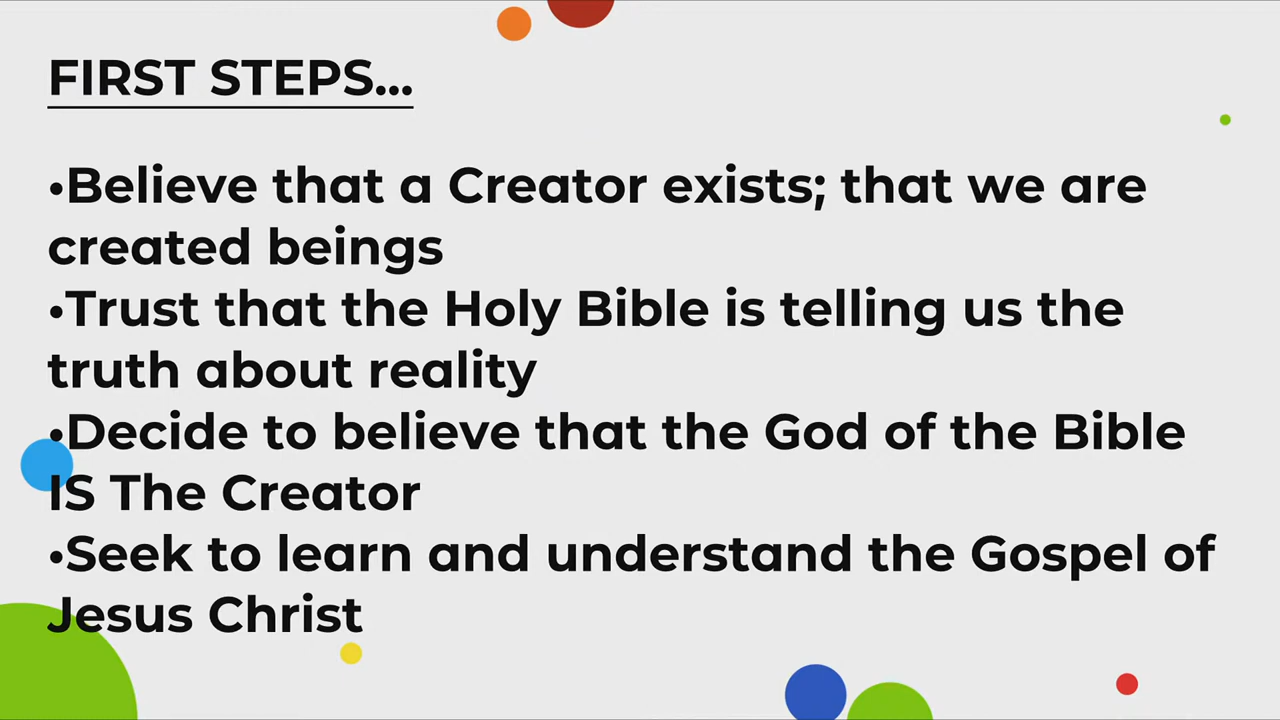 FIRST STEPS...
•Believe that a Creator exists; that we are
created beings
•Trust that the Holy Bible is telling us the
truth about reality
•Decide to believe that the God of the Bible
IS The Creator
•Seek to learn and understand the Gospel of
Jesus Christ